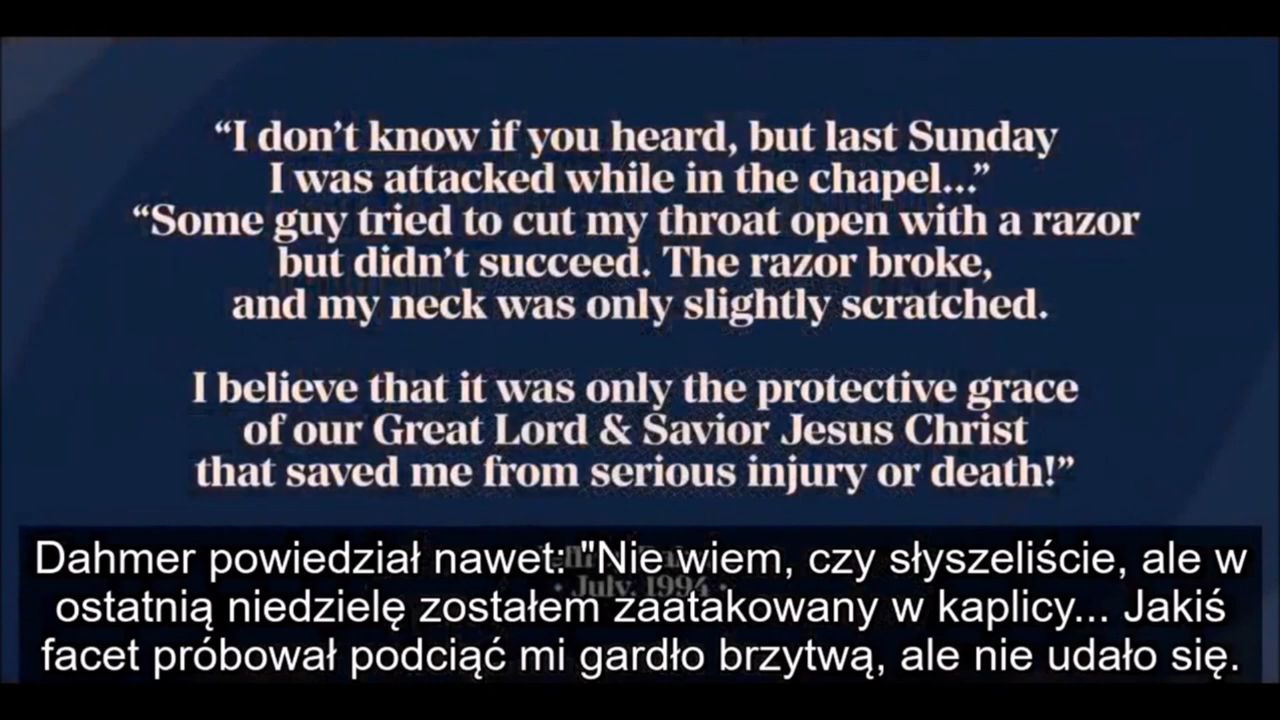 “I don’t know if you heard, but last Sunday
I was attacked while in the chapel...”
“Some guy tried to cut my throat open with a razor
but didn’t succeed. The razor broke,
and my neck was only slightly scratched.
I believe that it was only the protective grace
of our Great Lord & Savior Jesus Christ
that saved me from serious injury or death!”
• July, 1994 •
Dahmer powiedział nawet: "Nie wiem, czy słyszeliście, ale w
ostatnią niedzielę zostałem zaatakowany w kaplicy... Jakiś
facet próbował podciąć mi gardło brzytwą, ale nie udało się.